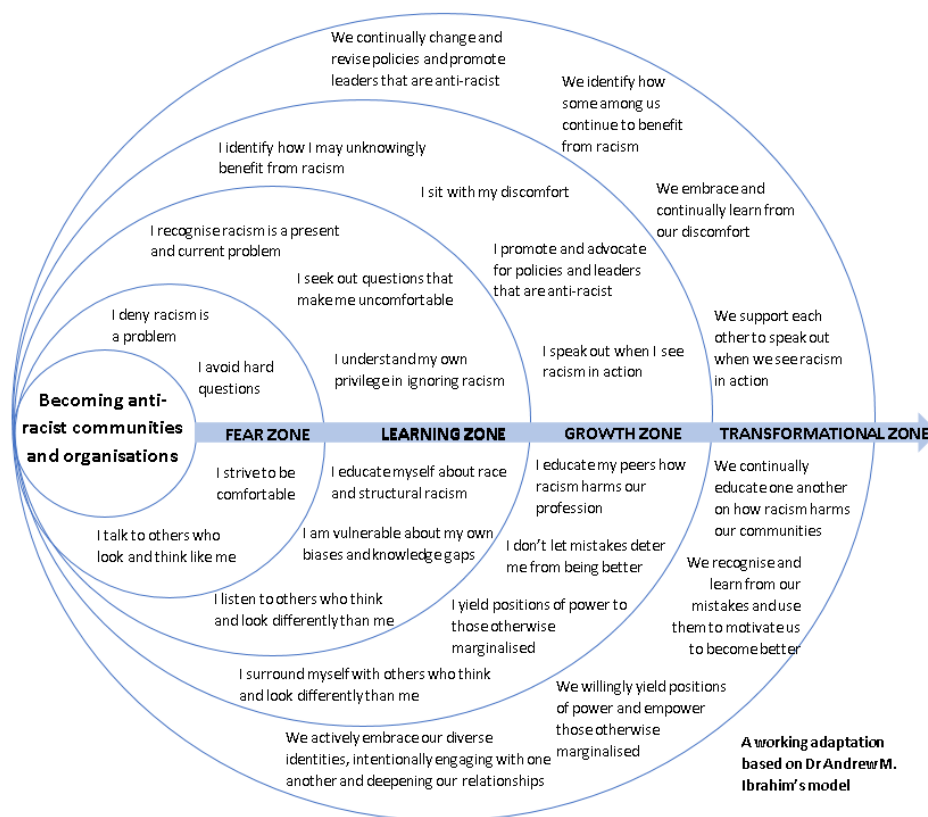 We continually change and
revise policies and promote
leaders that are anti-racist
We identify how
some among us
continue to benefit
from racism
I identify how I may unknowingly
benefit from racism
I sit with my discomfort
We embrace and
continually learn from
our discomfort
I recognise racism is a present
and current problem
I promote and advocate
for policies and leaders
that are anti-racist
I seek out questions that
make me uncomfortable
I deny racism is
a problem
We support each
other to speak out
when we see racism
in action
I avoid hard
questions
I understand my own
privilege in ignoring racism
I speak out when I see
racism in action
Becoming anti-
racist communities
and organisations
FEAR ZONE
LEARNING ZONE
GROWTH ZONE
TRANSFORMATIONAL ZONE
I strive to be
comfortable
I educate myself about race
and structural racism
I educate my peers how
racism harms our
profession
We continually
educate one another
on how racism harms
our communities
I talk to others who
look and think like me
I am vulnerable about my own
biases and knowledge gaps
I don't let mistakes deter
me from being better
We recognise and
learn from our
mistakes and use
them to motivate us
to become better
I listen to others who think
and look differently than me
I yield positions of power to
those otherwise
marginalised
I surround myself with others who think
and look differently than me
We willingly yield positions
of power and empower
those otherwise
marginalised
We actively embrace our diverse
identities, intentionally engaging with one
another and deepening our relationships
A working adaptation
based on Dr Andrew M.
Ibrahim's model